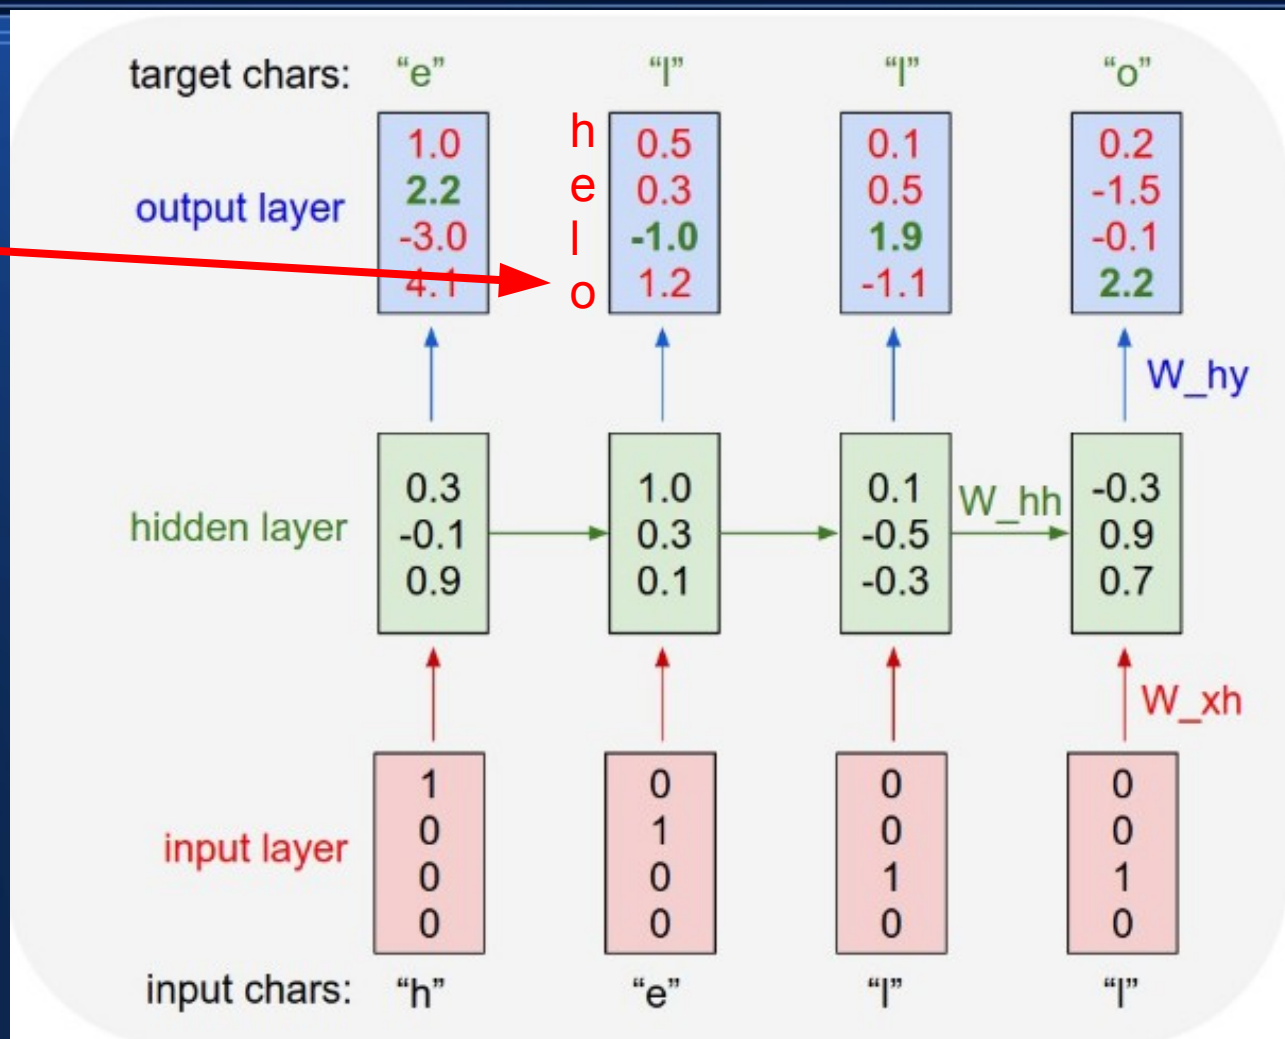 target chars: “e” “l” “l” “o”
1.0 h 0.5 0.1 0.2
2.2 e 0.3 0.5 -1.5
output layer
-3.0 l -1.0 1.9 -0.1
4.1 o 1.2 -1.1 2.2
W_hy
0.3 1.0 0.1 W_hh -0.3
hidden layer -0.1 0.3 -0.5 0.9
0.9 0.1 -0.3 0.7
W_xh
1 0 0 0
0 1 0 0
input layer
0 0 1 1
0 0 0 0
input chars: “h” “e” “l” “l”